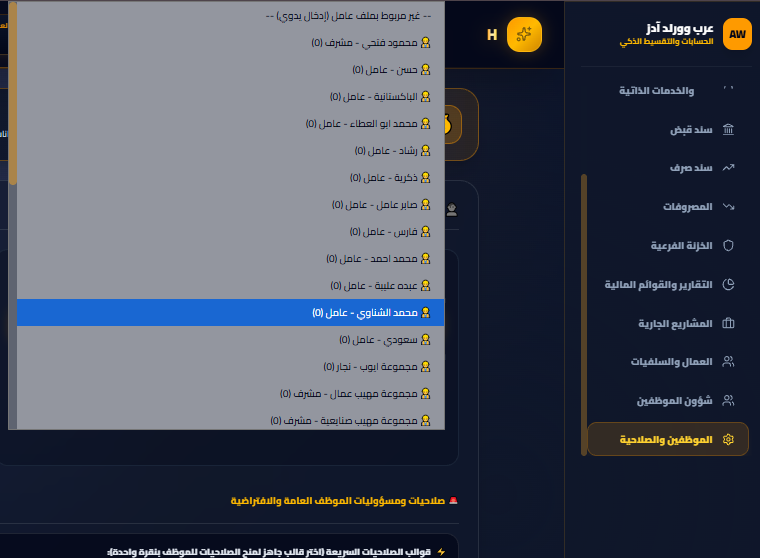 عرب وورلد آدز
الحسابات والتقسيط الذكي
AW
والخدمات الذاتية
سند قبض
سند صرف
المصروفات
الخزنة الفرعية
التقارير والقوائم المالية
المشاريع الجارية
العمال والسلفيات
شؤون الموظفين
الموظفين والصلاحية
H
-- غير مربوط بملف عامل (إدخال يدوي) --
محمود فتحي - مشرف (0)
حسن - عامل (0)
الباكستانية - عامل (0)
محمد ابو العطاء - عامل (0)
رشاد - عامل (0)
ذكرية - عامل (0)
صابر عامل - عامل (0)
فارس - عامل (0)
محمد احمد - عامل (0)
عبده عليبة - عامل (0)
محمد الشناوي - عامل (0)
سعودي - عامل (0)
مجموعة ايوب - نجار (0)
مجموعة مهيب عمال - مشرف (0)
مجموعة مهيب صنايعية - مشرف (0)
صلاحيات ومسؤوليات الموظف العامة والافتراضية
قوالب الصلاحيات السريعة (اختر قالب جاهز لمنح الصلاحيات للموظف بنقرة واحدة):